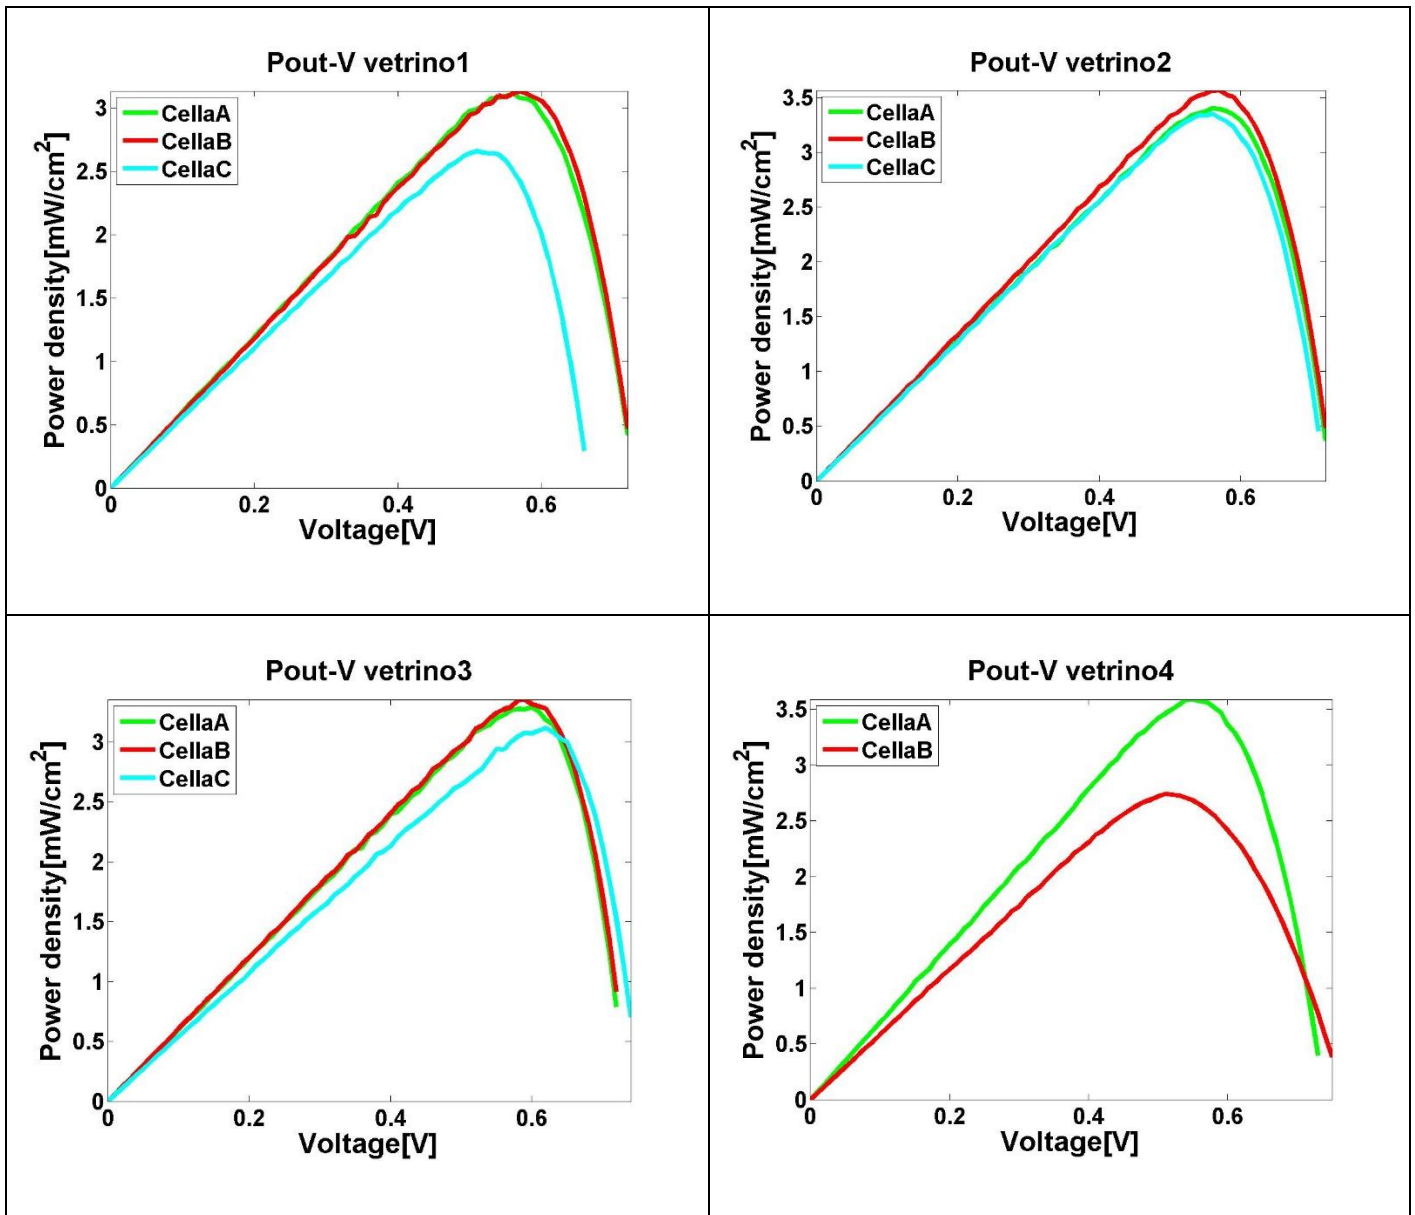 Pout-V vetrino1
CellaA
CellaB
CellaC
Power density[mW/cm²]
3
2.5
2
1.5
1
0.5
0
0 0.2 0.4 0.6
Voltage[V]
Pout-V vetrino2
CellaA
CellaB
CellaC
Power density[mW/cm²]
3.5
3
2.5
2
1.5
1
0.5
0
0 0.2 0.4 0.6
Voltage[V]
Pout-V vetrino3
CellaA
CellaB
CellaC
Power density[mW/cm²]
3
2.5
2
1.5
1
0.5
0
0 0.2 0.4 0.6
Voltage[V]
Pout-V vetrino4
CellaA
CellaB
Power density[mW/cm²]
3.5
3
2.5
2
1.5
1
0.5
0
0 0.2 0.4 0.6
Voltage[V]